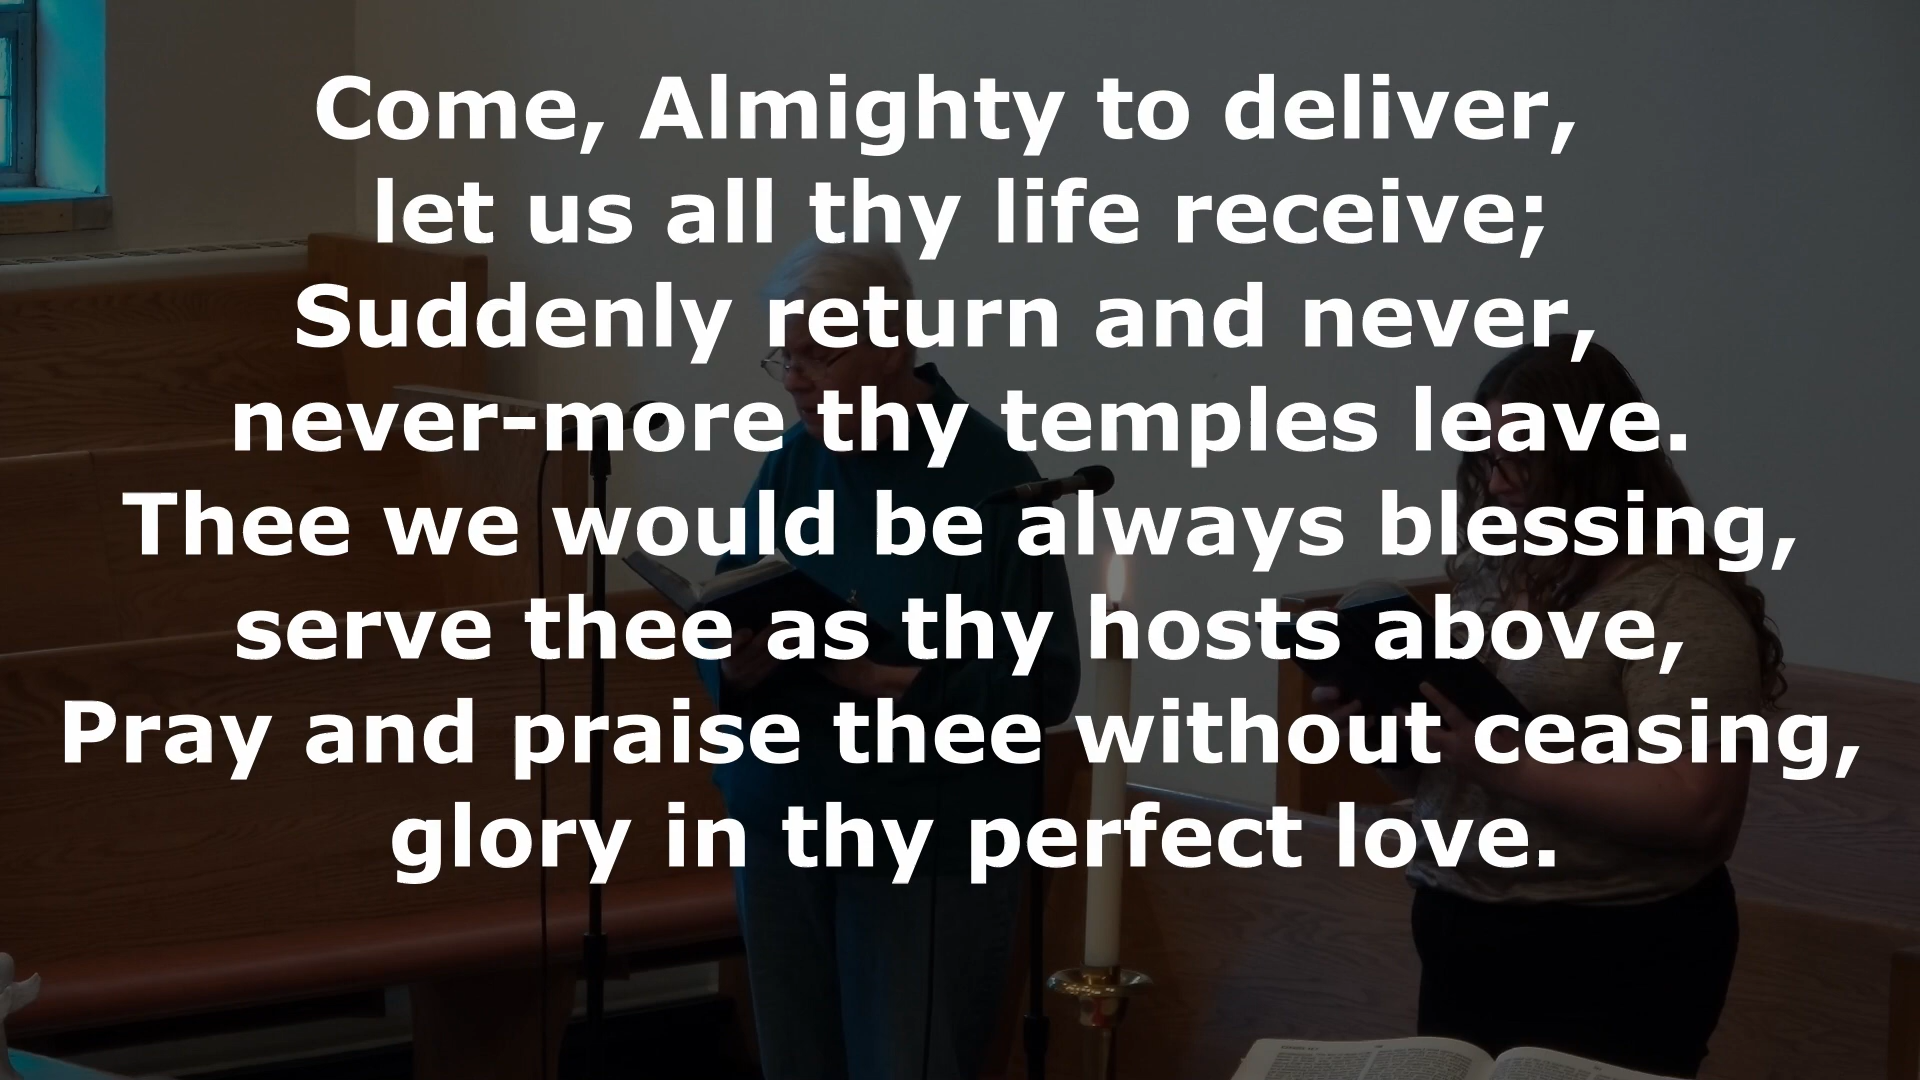 Come, Almighty to deliver,
let us all thy life receive;
Suddenly return and never,
never-more thy temples leave.
Thee we would be always blessing,
serve thee as thy hosts above,
Pray and praise thee without ceasing,
glory in thy perfect love.